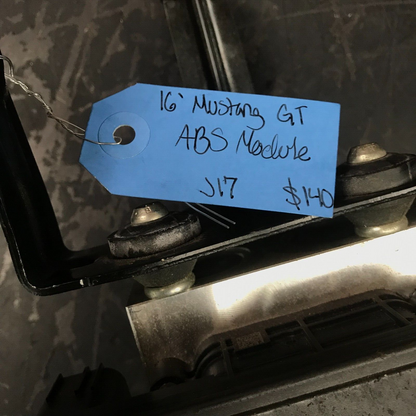 16' Mustang GT
ABS Module
J17 $140